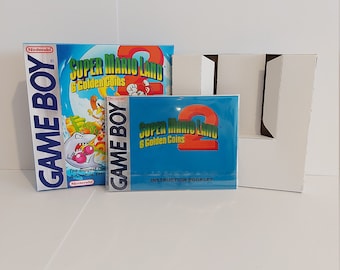 Nintendo
GAME BOY
SUPER MARIO LAND
2
6 Golden Coins
Nintendo
GAME BOY
SUPER MARIO LAND
2
6 Golden Coins
INSTRUCTION BOOKLET